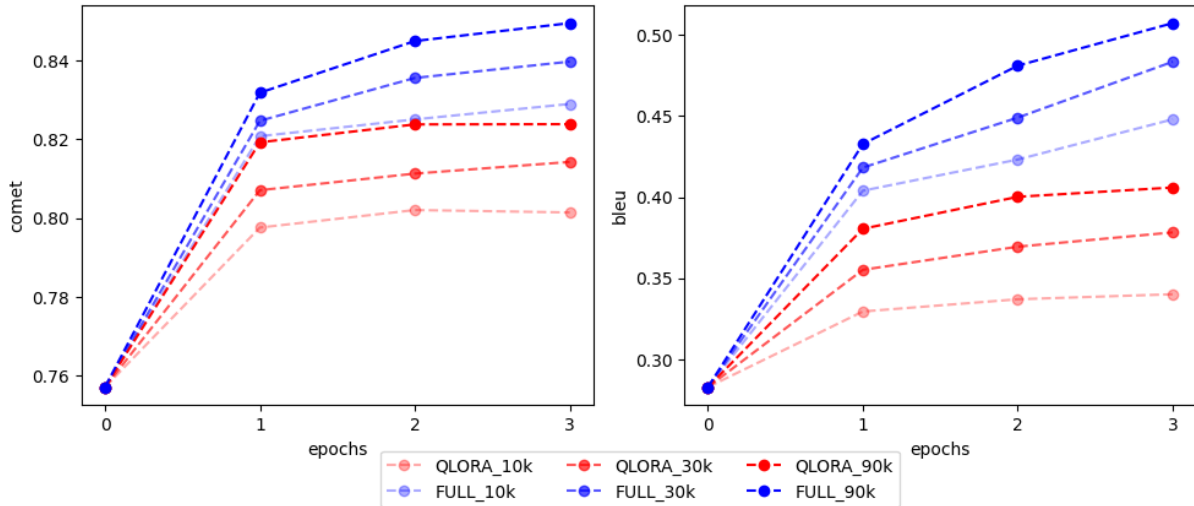 0.84
0.82
0.80
0.78
0.76
comet
0 1 2 3
epochs
0.50
0.45
0.40
0.35
0.30
bleu
0 1 2 3
epochs
QLORA_10k QLORA_30k QLORA_90k
FULL_10k FULL_30k FULL_90k